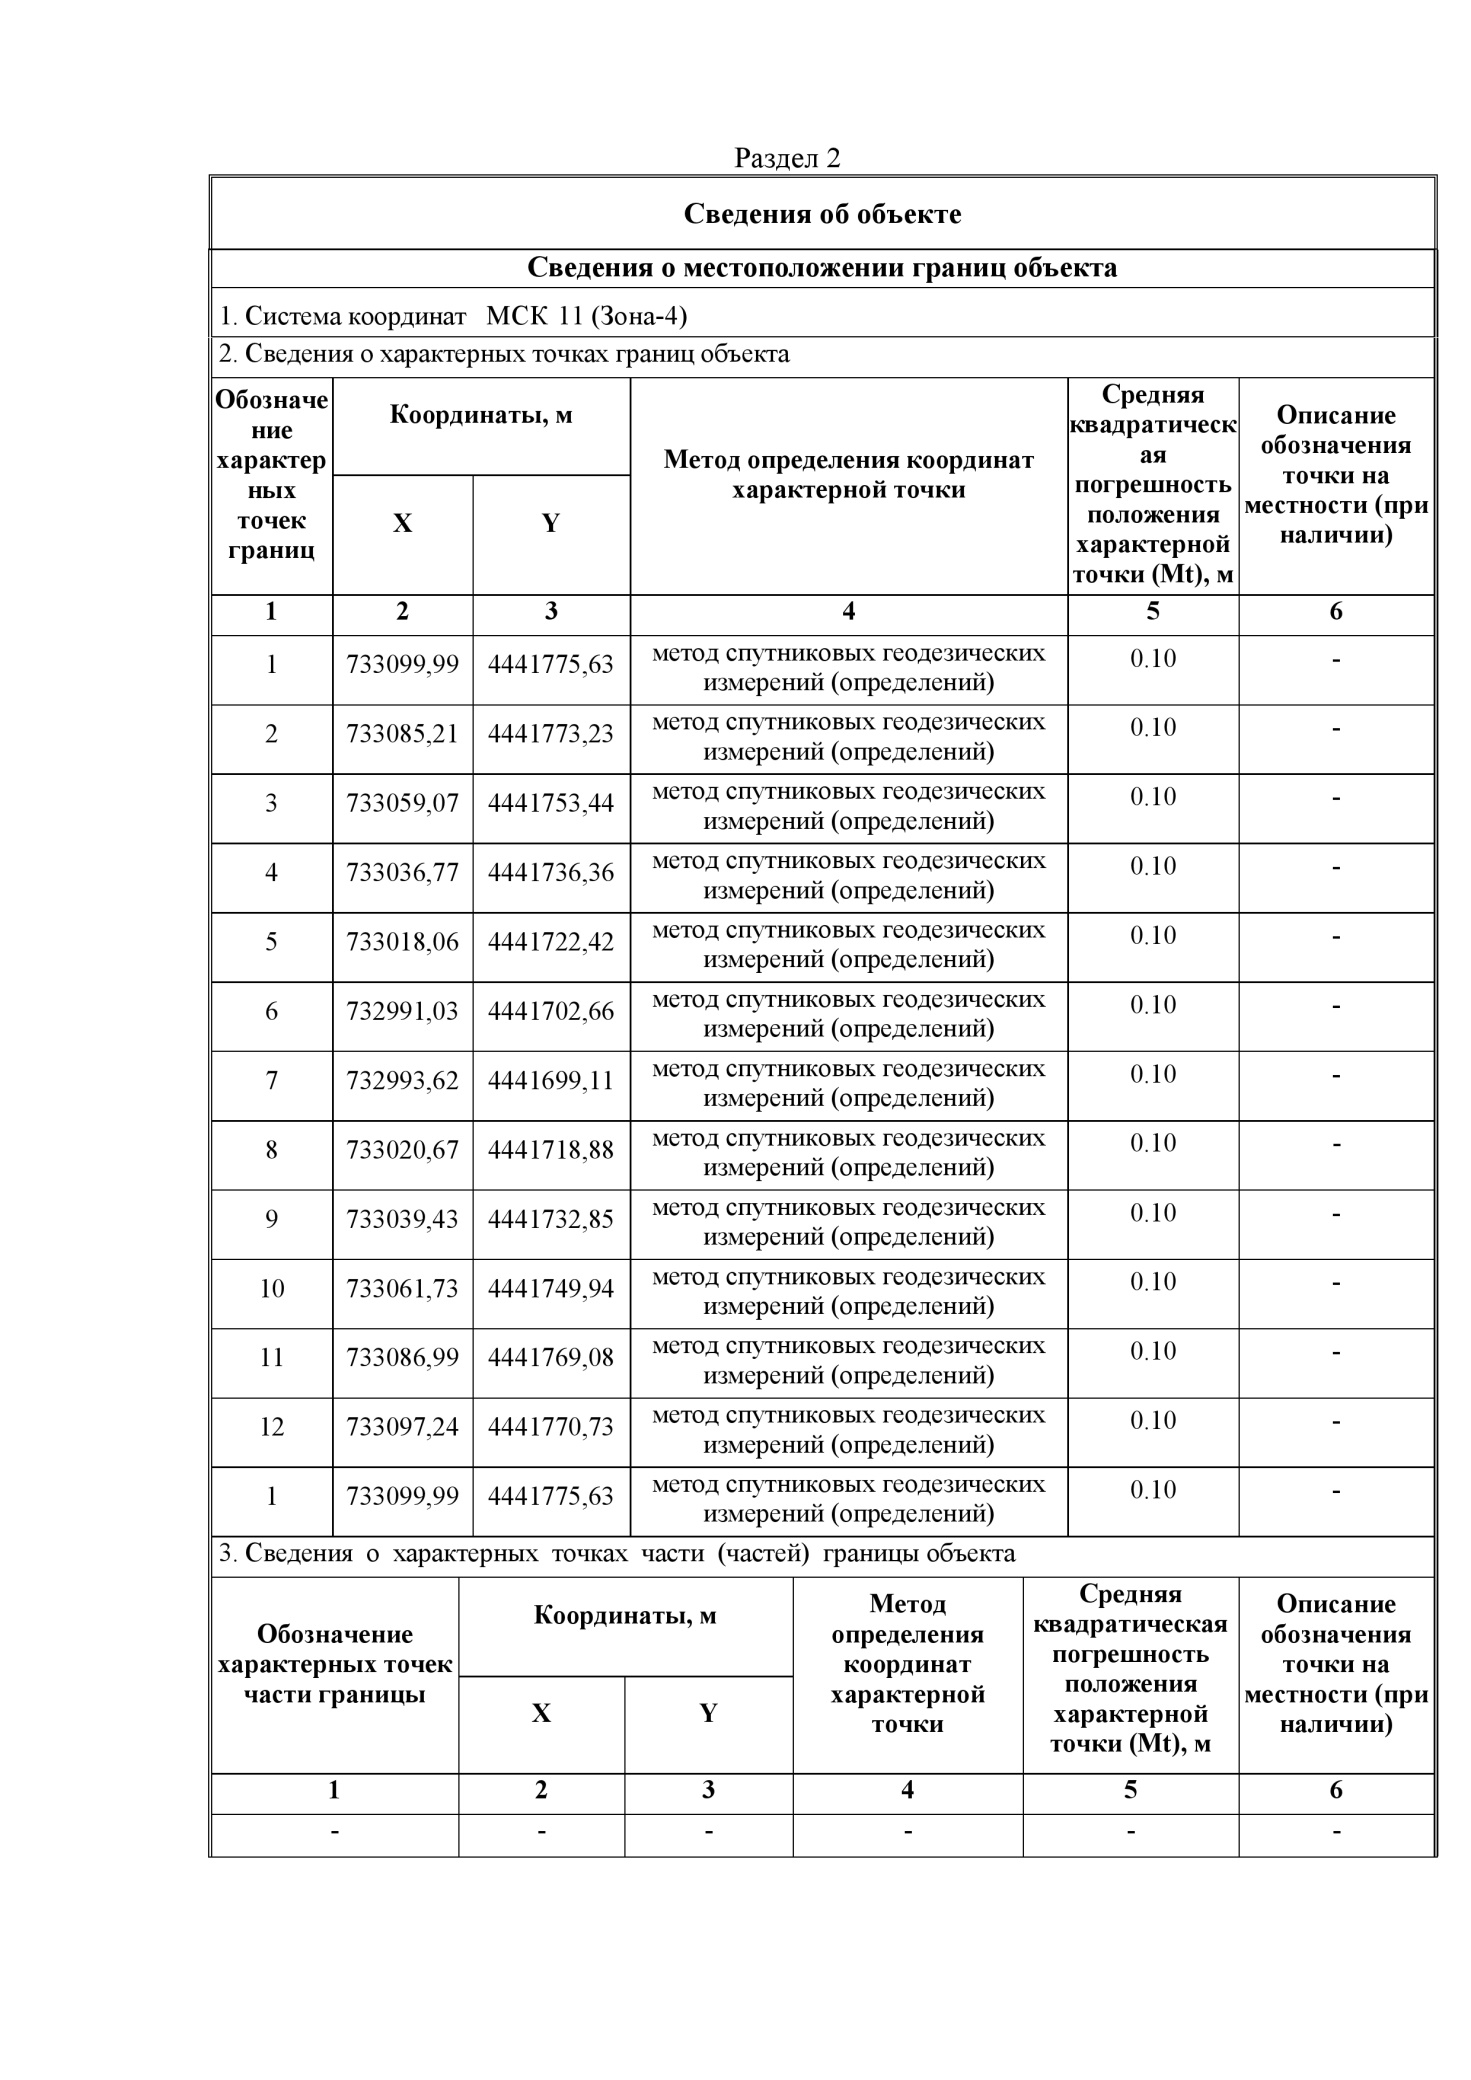 Раздел 2
Сведения об объекте
Сведения о местоположении границ объекта
1. Система координат МСК 11 (Зона-4)
2. Сведения о характерных точках границ объекта
Обозначе
ние
характер
ных
точек
границ
Координаты, м
X
Y
Метод определения координат
характерной точки
Средняя
квадратическ
ая
погрешность
положения
характерной
точки (Mt), м
Описание
обозначения
точки на
местности (при
наличии)
1 2 3 4 5 6
1 733099,99 4441775,63 метод спутниковых геодезических 0.10 -
измерений (определений)
2 733085,21 4441773,23 метод спутниковых геодезических 0.10 -
измерений (определений)
3 733059,07 4441753,44 метод спутниковых геодезических 0.10 -
измерений (определений)
4 733036,77 4441736,36 метод спутниковых геодезических 0.10 -
измерений (определений)
5 733018,06 4441722,42 метод спутниковых геодезических 0.10 -
измерений (определений)
6 732991,03 4441702,66 метод спутниковых геодезических 0.10 -
измерений (определений)
7 732993,62 4441699,11 метод спутниковых геодезических 0.10 -
измерений (определений)
8 733020,67 4441718,88 метод спутниковых геодезических 0.10 -
измерений (определений)
9 733039,43 4441732,85 метод спутниковых геодезических 0.10 -
измерений (определений)
10 733061,73 4441749,94 метод спутниковых геодезических 0.10 -
измерений (определений)
11 733086,99 4441769,08 метод спутниковых геодезических 0.10 -
измерений (определений)
12 733097,24 4441770,73 метод спутниковых геодезических 0.10 -
измерений (определений)
1 733099,99 4441775,63 метод спутниковых геодезических 0.10 -
измерений (определений)
3. Сведения о характерных точках части (частей) границы объекта
Обозначение
характерных точек
части границы
Координаты, м
X
Y
Метод
определения
координат
характерной
точки
Средняя
квадратическая
погрешность
положения
характерной
точки (Mt), м
Описание
обозначения
точки на
местности (при
наличии)
1 2 3 4 5 6
- - - - - -